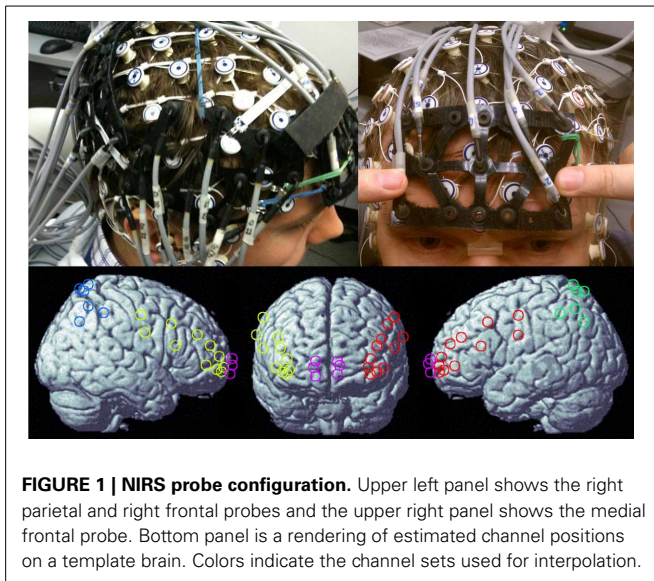 FIGURE 1 | NIRS probe configuration. Upper left panel shows the right
parietal and right frontal probes and the upper right panel shows the medial
frontal probe. Bottom panel is a rendering of estimated channel positions
on a template brain. Colors indicate the channel sets used for interpolation.